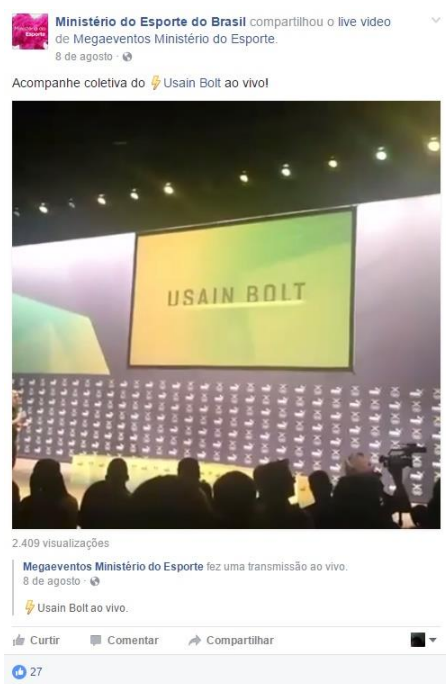 Ministério do Esporte do Brasil compartilhou o live video
de Megaeventos Ministério do Esporte.
8 de agosto ·
Acompanhe coletiva do ⚡Usain Bolt ao vivo!
USAIN BOLT
2.409 visualizações
Megaeventos Ministério do Esporte fez uma transmissão ao vivo.
8 de agosto ·
⚡Usain Bolt ao vivo.
Curtir Comentar Compartilhar
27